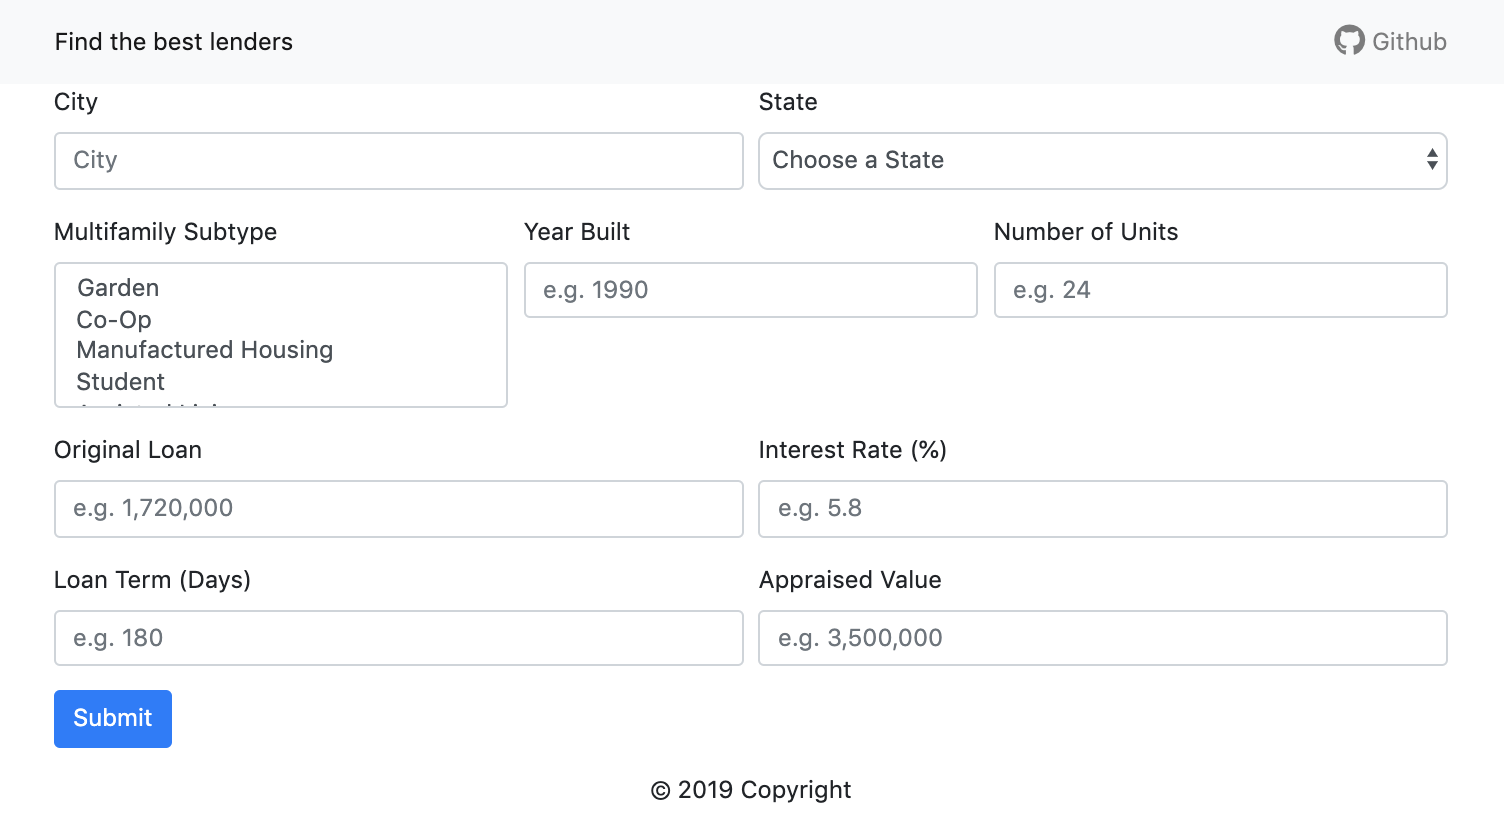 Find the best lenders
Github
City
State
City
Choose a State
Multifamily Subtype
Year Built
Number of Units
Garden
Co-Op
Manufactured Housing
Student
e.g. 1990
e.g. 24
Original Loan
Interest Rate (%)
e.g. 1,720,000
e.g. 5.8
Loan Term (Days)
Appraised Value
e.g. 180
e.g. 3,500,000
Submit
© 2019 Copyright